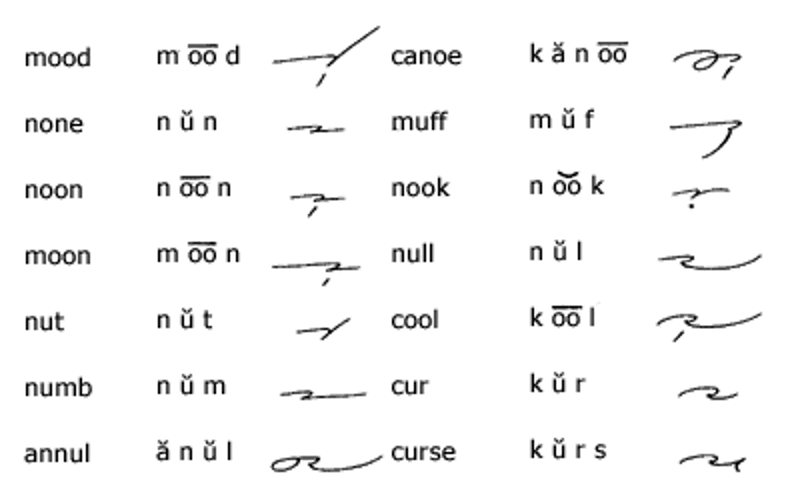 mood m o͞o d canoe k ă n o͞o
none n ŭ n muff m ŭ f
noon n o͞o n nook n o͝o k
moon m o͞o n null n ŭ l
nut n ŭ t cool k o͞o l
numb n ŭ m cur k ŭ r
annul ă n ŭ l curse k ŭ r s